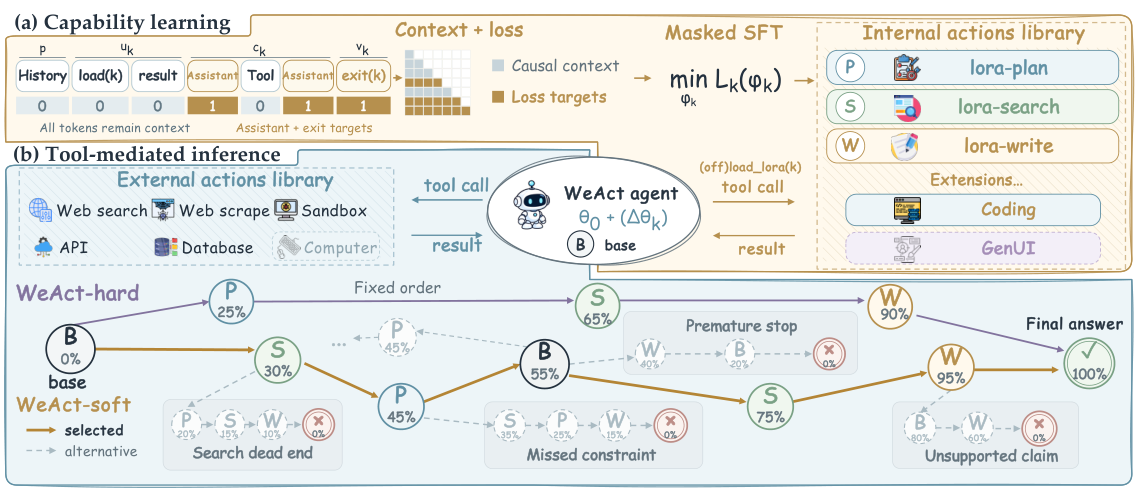 (a) Capability learning
p
u_k
c_k
v_k
History
load(k)
result
Assistant
Tool
Assistant
exit(k)
0
0
0
1
0
1
1
All tokens remain context
Assistant + exit targets
Context + loss
Causal context
Loss targets
Masked SFT
min L_k(φ_k)
φ_k
Internal actions library
P
lora-plan
S
lora-search
W
lora-write
Extensions...
Coding
GenUI
(b) Tool-mediated inference
External actions library
Web search
Web scrape
Sandbox
API
Database
Computer
tool call
result
WeAct agent
θ_0 + (Δθ_k)
B
base
(off)load_lora(k)
tool call
result
WeAct-hard
Fixed order
P
25%
S
65%
W
90%
Final answer
✓
100%
B
0%
base
S
30%
...
P
45%
P
45%
B
55%
Premature stop
W
40%
B
20%
×
0%
S
75%
W
95%
WeAct-soft
selected
alternative
P
20%
S
15%
W
10%
×
0%
Search dead end
S
35%
P
25%
W
15%
×
0%
Missed constraint
B
80%
W
60%
×
0%
Unsupported claim